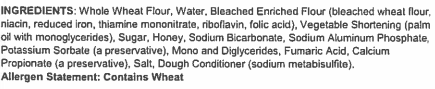 INGREDIENTS: Whole Wheat Flour, Water, Bleached Enriched Flour (bleached wheat flour,
niacin, reduced iron, thiamine mononitrate, riboflavin, folic acid), Vegetable Shortening (palm
oil with monoglycerides), Sugar, Honey, Sodium Bicarbonate, Sodium Aluminum Phosphate,
Potassium Sorbate (a preservative), Mono and Diglycerides, Fumaric Acid, Calcium
Propionate (a preservative), Salt, Dough Conditioner (sodium metabisulfite).
Allergen Statement: Contains Wheat